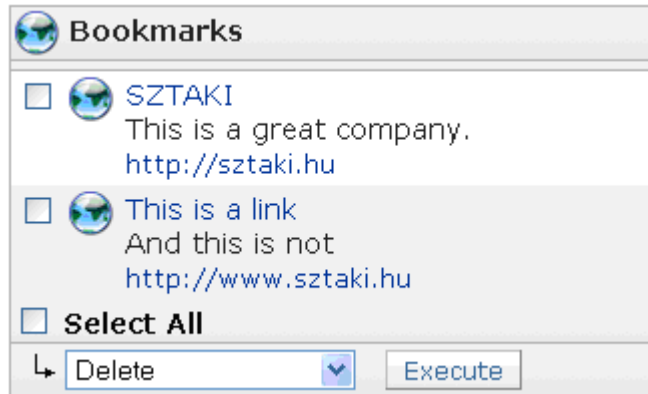 Bookmarks
SZTAKI
This is a great company.
http://sztaki.hu
This is a link
And this is not
http://www.sztaki.hu
Select All
Delete Execute